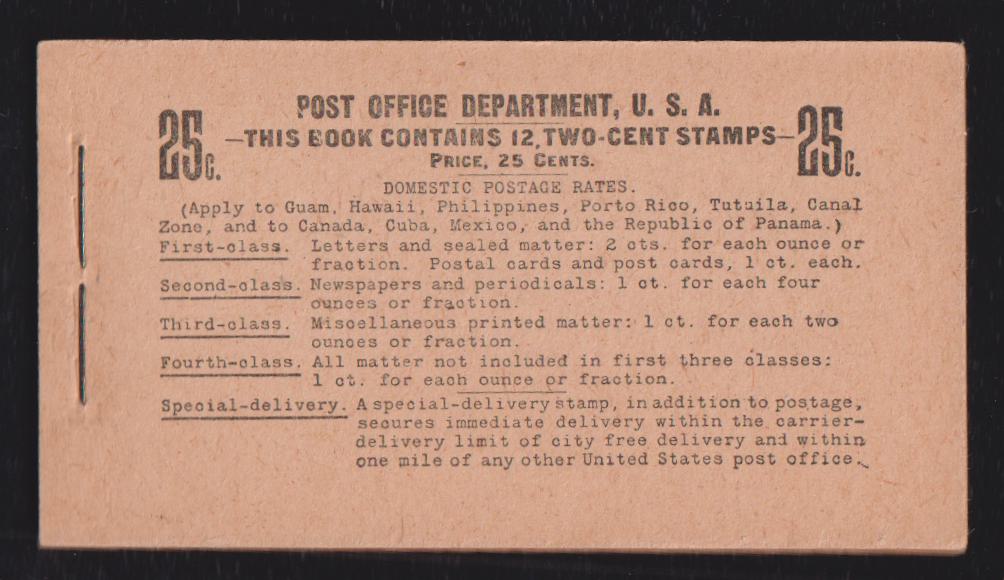 POST OFFICE DEPARTMENT, U. S. A.
25c. —THIS BOOK CONTAINS 12, TWO-CENT STAMPS— 25c.
PRICE, 25 CENTS.
DOMESTIC POSTAGE RATES.
(Apply to Guam, Hawaii, Philippines, Porto Rico, Tutuila, Canal
Zone, and to Canada, Cuba, Mexico, and the Republic of Panama.)
First-class. Letters and sealed matter: 2 cts. for each ounce or
fraction. Postal cards and post cards, 1 ct. each.
Second-class. Newspapers and periodicals: 1 ct. for each four
ounces or fraction.
Third-class. Miscellaneous printed matter: 1 ct. for each two
ounces or fraction.
Fourth-class. All matter not included in first three classes:
1 ct. for each ounce or fraction.
Special-delivery. A special-delivery stamp, in addition to postage,
secures immediate delivery within the carrier-
delivery limit of city free delivery and within
one mile of any other United States post office.